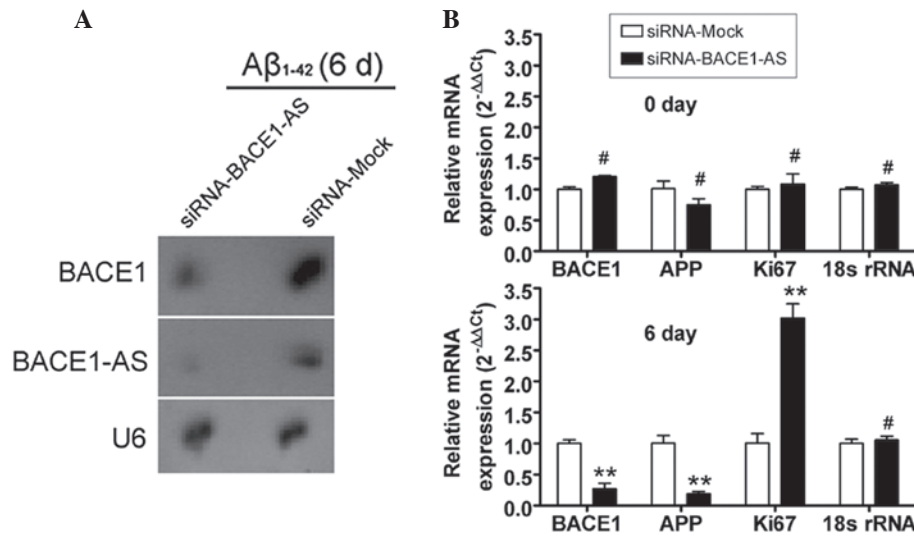 A
Aβ1-42 (6 d)
siRNA-BACE1-AS
siRNA-Mock
BACE1
BACE1-AS
U6
B
siRNA-Mock
siRNA-BACE1-AS
Relative mRNA
expression (2-ΔΔCt)
3.5
3.0
2.5
2.0
1.5
1.0
0.5
0.0
0 day
# # # #
BACE1 APP Ki67 18s rRNA
Relative mRNA
expression (2-ΔΔCt)
3.5
3.0
2.5
2.0
1.5
1.0
0.5
0.0
6 day
** ** ** #
BACE1 APP Ki67 18s rRNA